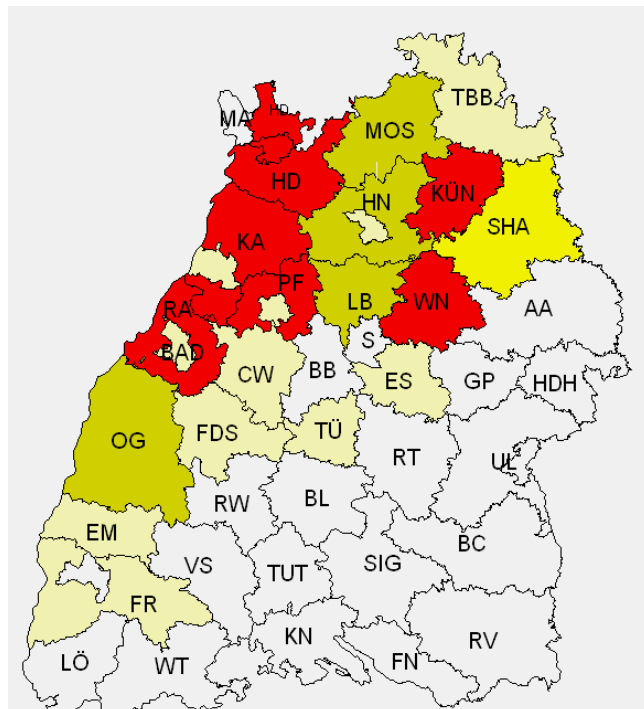 TBB
HD
MA
MOS
HD
KÜN
HN
SHA
KA
PF
RA
LB
WN
AA
S
BAD
CW
BB
ES
GP
HDH
OG
FDS
TÜ
RT
UL
RW
BL
EM
VS
TUT
SIG
BC
FR
KN
RV
LÖ
WT
FN